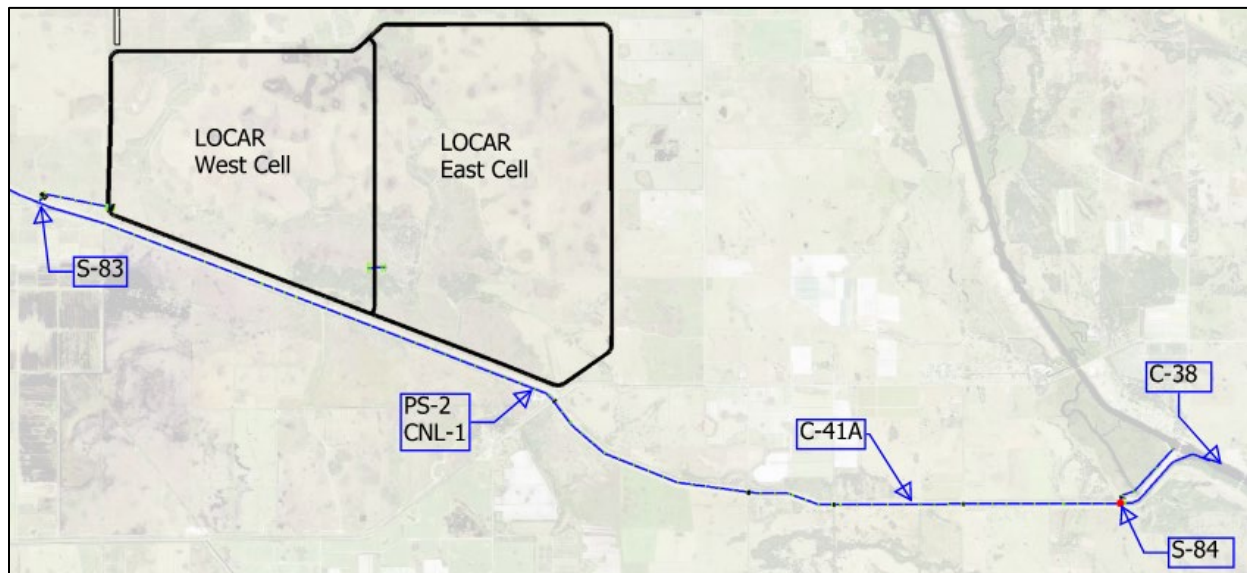 LOCAR
West Cell
LOCAR
East Cell
S-83
PS-2
CNL-1
C-41A
C-38
S-84